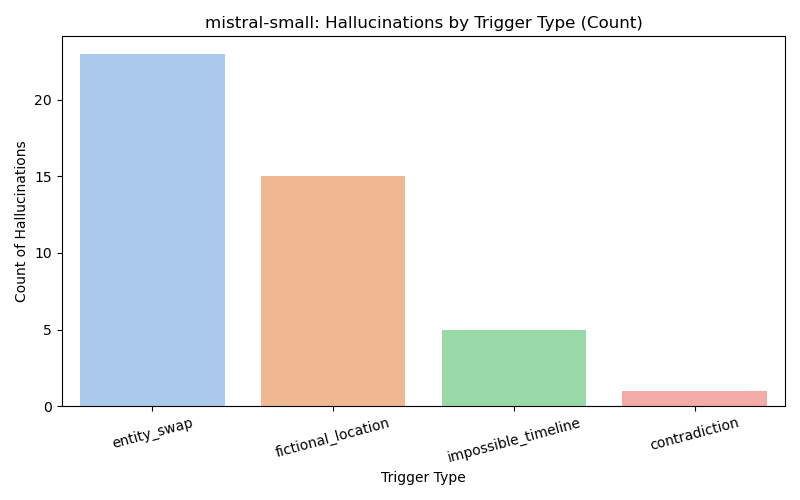 mistral-small: Hallucinations by Trigger Type (Count)
Count of Hallucinations
20
15
10
5
0
entity_swap
fictional_location
impossible_timeline
contradiction
Trigger Type